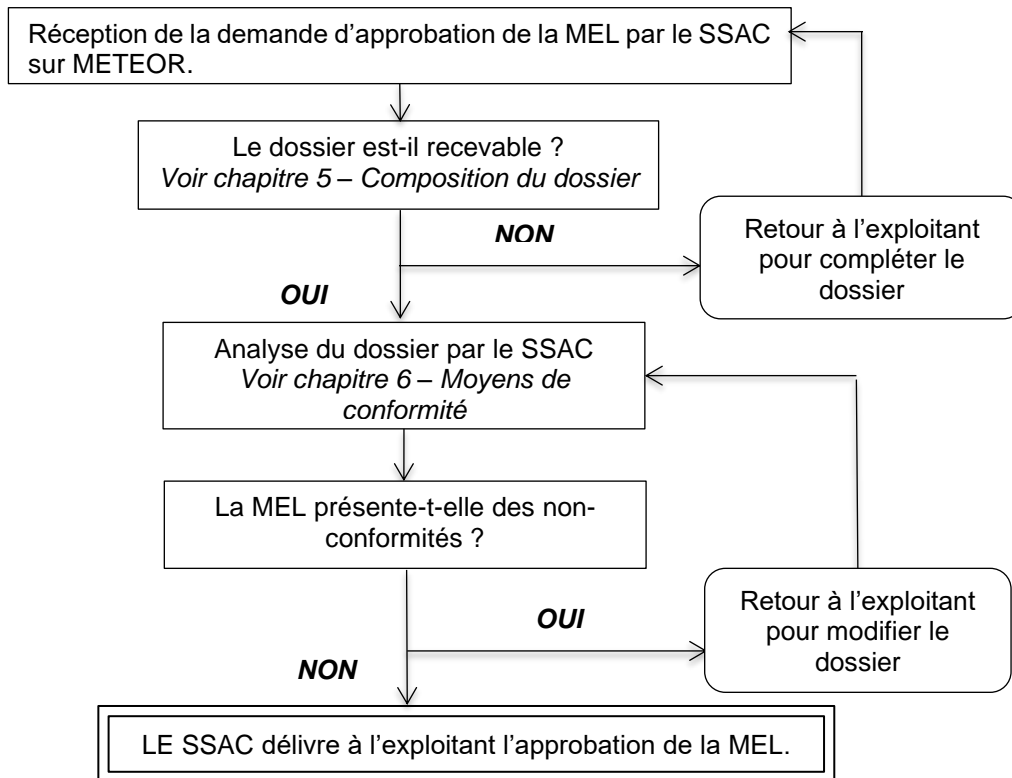 Réception de la demande d’approbation de la MEL par le SSAC
sur METEOR.
Le dossier est-il recevable ?
Voir chapitre 5 – Composition du dossier
NON
Retour à l’exploitant
pour compléter le
dossier
OUI
Analyse du dossier par le SSAC
Voir chapitre 6 – Moyens de
conformité
La MEL présente-t-elle des non-
conformités ?
OUI
Retour à l’exploitant
pour modifier le
dossier
NON
LE SSAC délivre à l’exploitant l’approbation de la MEL.